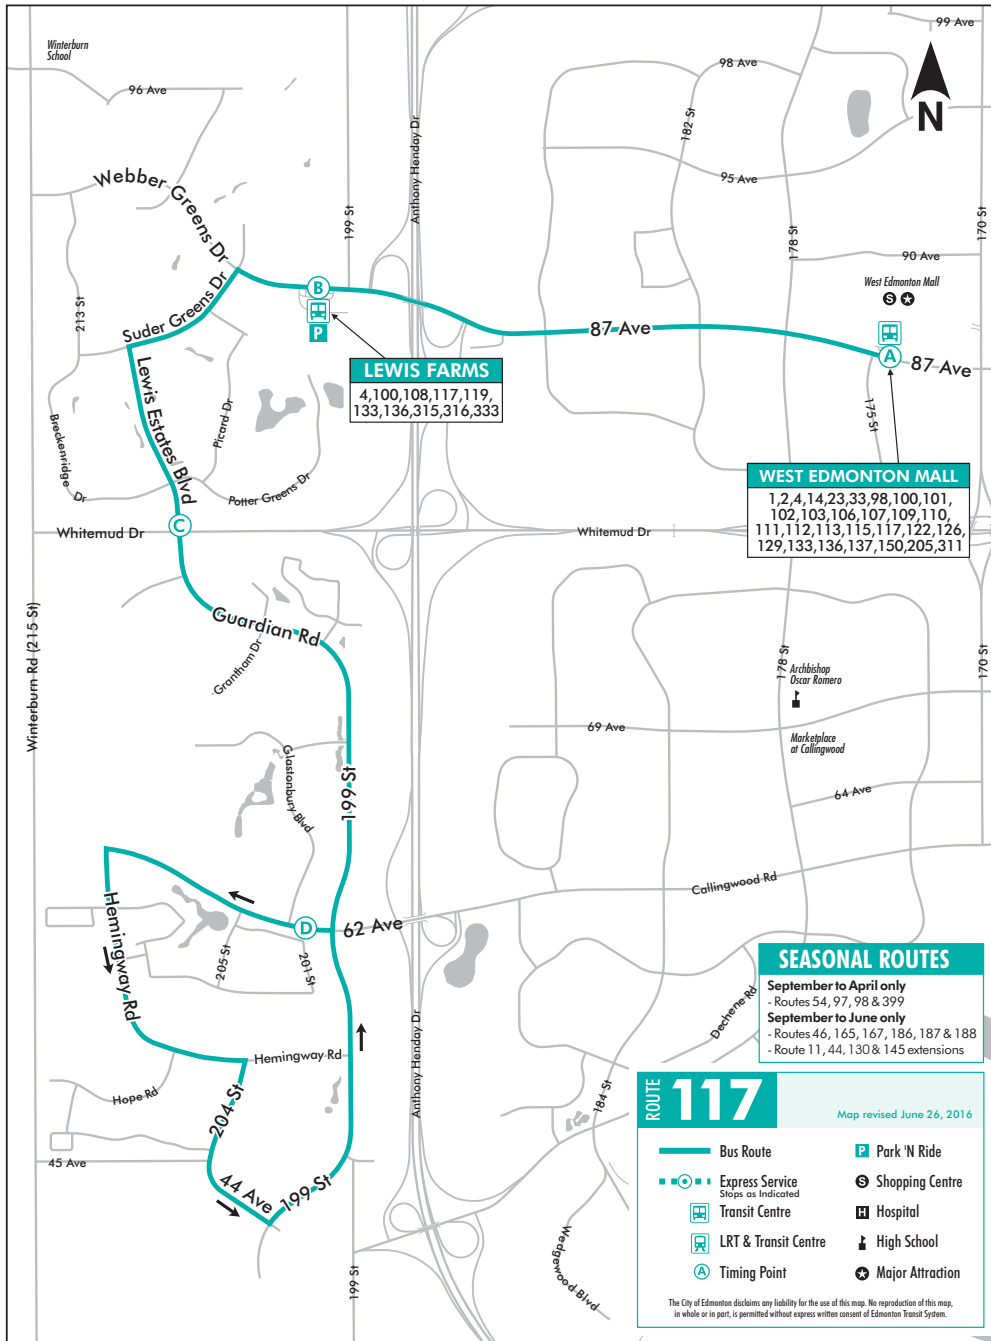 Winterburn
School
99 Ave
98 Ave
96 Ave
N
182 St
Anthony Henday Dr
95 Ave
Webber Greens Dr
199 St
178 St
170 St
90 Ave
West Edmonton Mall
S
B
213 St
Suder Greens Dr
P
87 Ave
A
87 Ave
LEWIS FARMS
4,100,108,117,119,
133,136,315,316,333
Lewis Estates Blvd
Picard Dr
175 St
Breckenridge
Dr
Potter Greens Dr
WEST EDMONTON MALL
1,2,4,14,23,33,98,100,101,
102,103,106,107,109,110,
111,112,113,115,117,122,126,
129,133,136,137,150,205,311
C
Whitemud Dr
Whitemud Dr
Winterburn Rd (215 St)
Guardian Rd
Grantham Dr
178 St
170 St
Archbishop
Oscar Romero
69 Ave
Marketplace
at Callingwood
Glastonbury Blvd
199 St
64 Ave
Callingwood Rd
Hemingway Rd
D
62 Ave
205 St
201 St
SEASONAL ROUTES
September to April only
- Routes 54, 97, 98 & 399
September to June only
- Routes 46, 165, 167, 186, 187 & 188
- Route 11, 44, 130 & 145 extensions
Dechene Rd
Anthony Henday Dr
Hemingway Rd
Hope Rd
204 St
184 St
45 Ave
44 Ave
199 St
199 St
Wedgewood Blvd
ROUTE 117
Map revised June 26, 2016
Bus Route
P Park 'N Ride
Express Service
Stops as Indicated
S Shopping Centre
Transit Centre
H Hospital
LRT & Transit Centre
High School
A Timing Point
Major Attraction
The City of Edmonton disclaims any liability for the use of this map. No reproduction of this map,
in whole or in part, is permitted without express written consent of Edmonton Transit System.